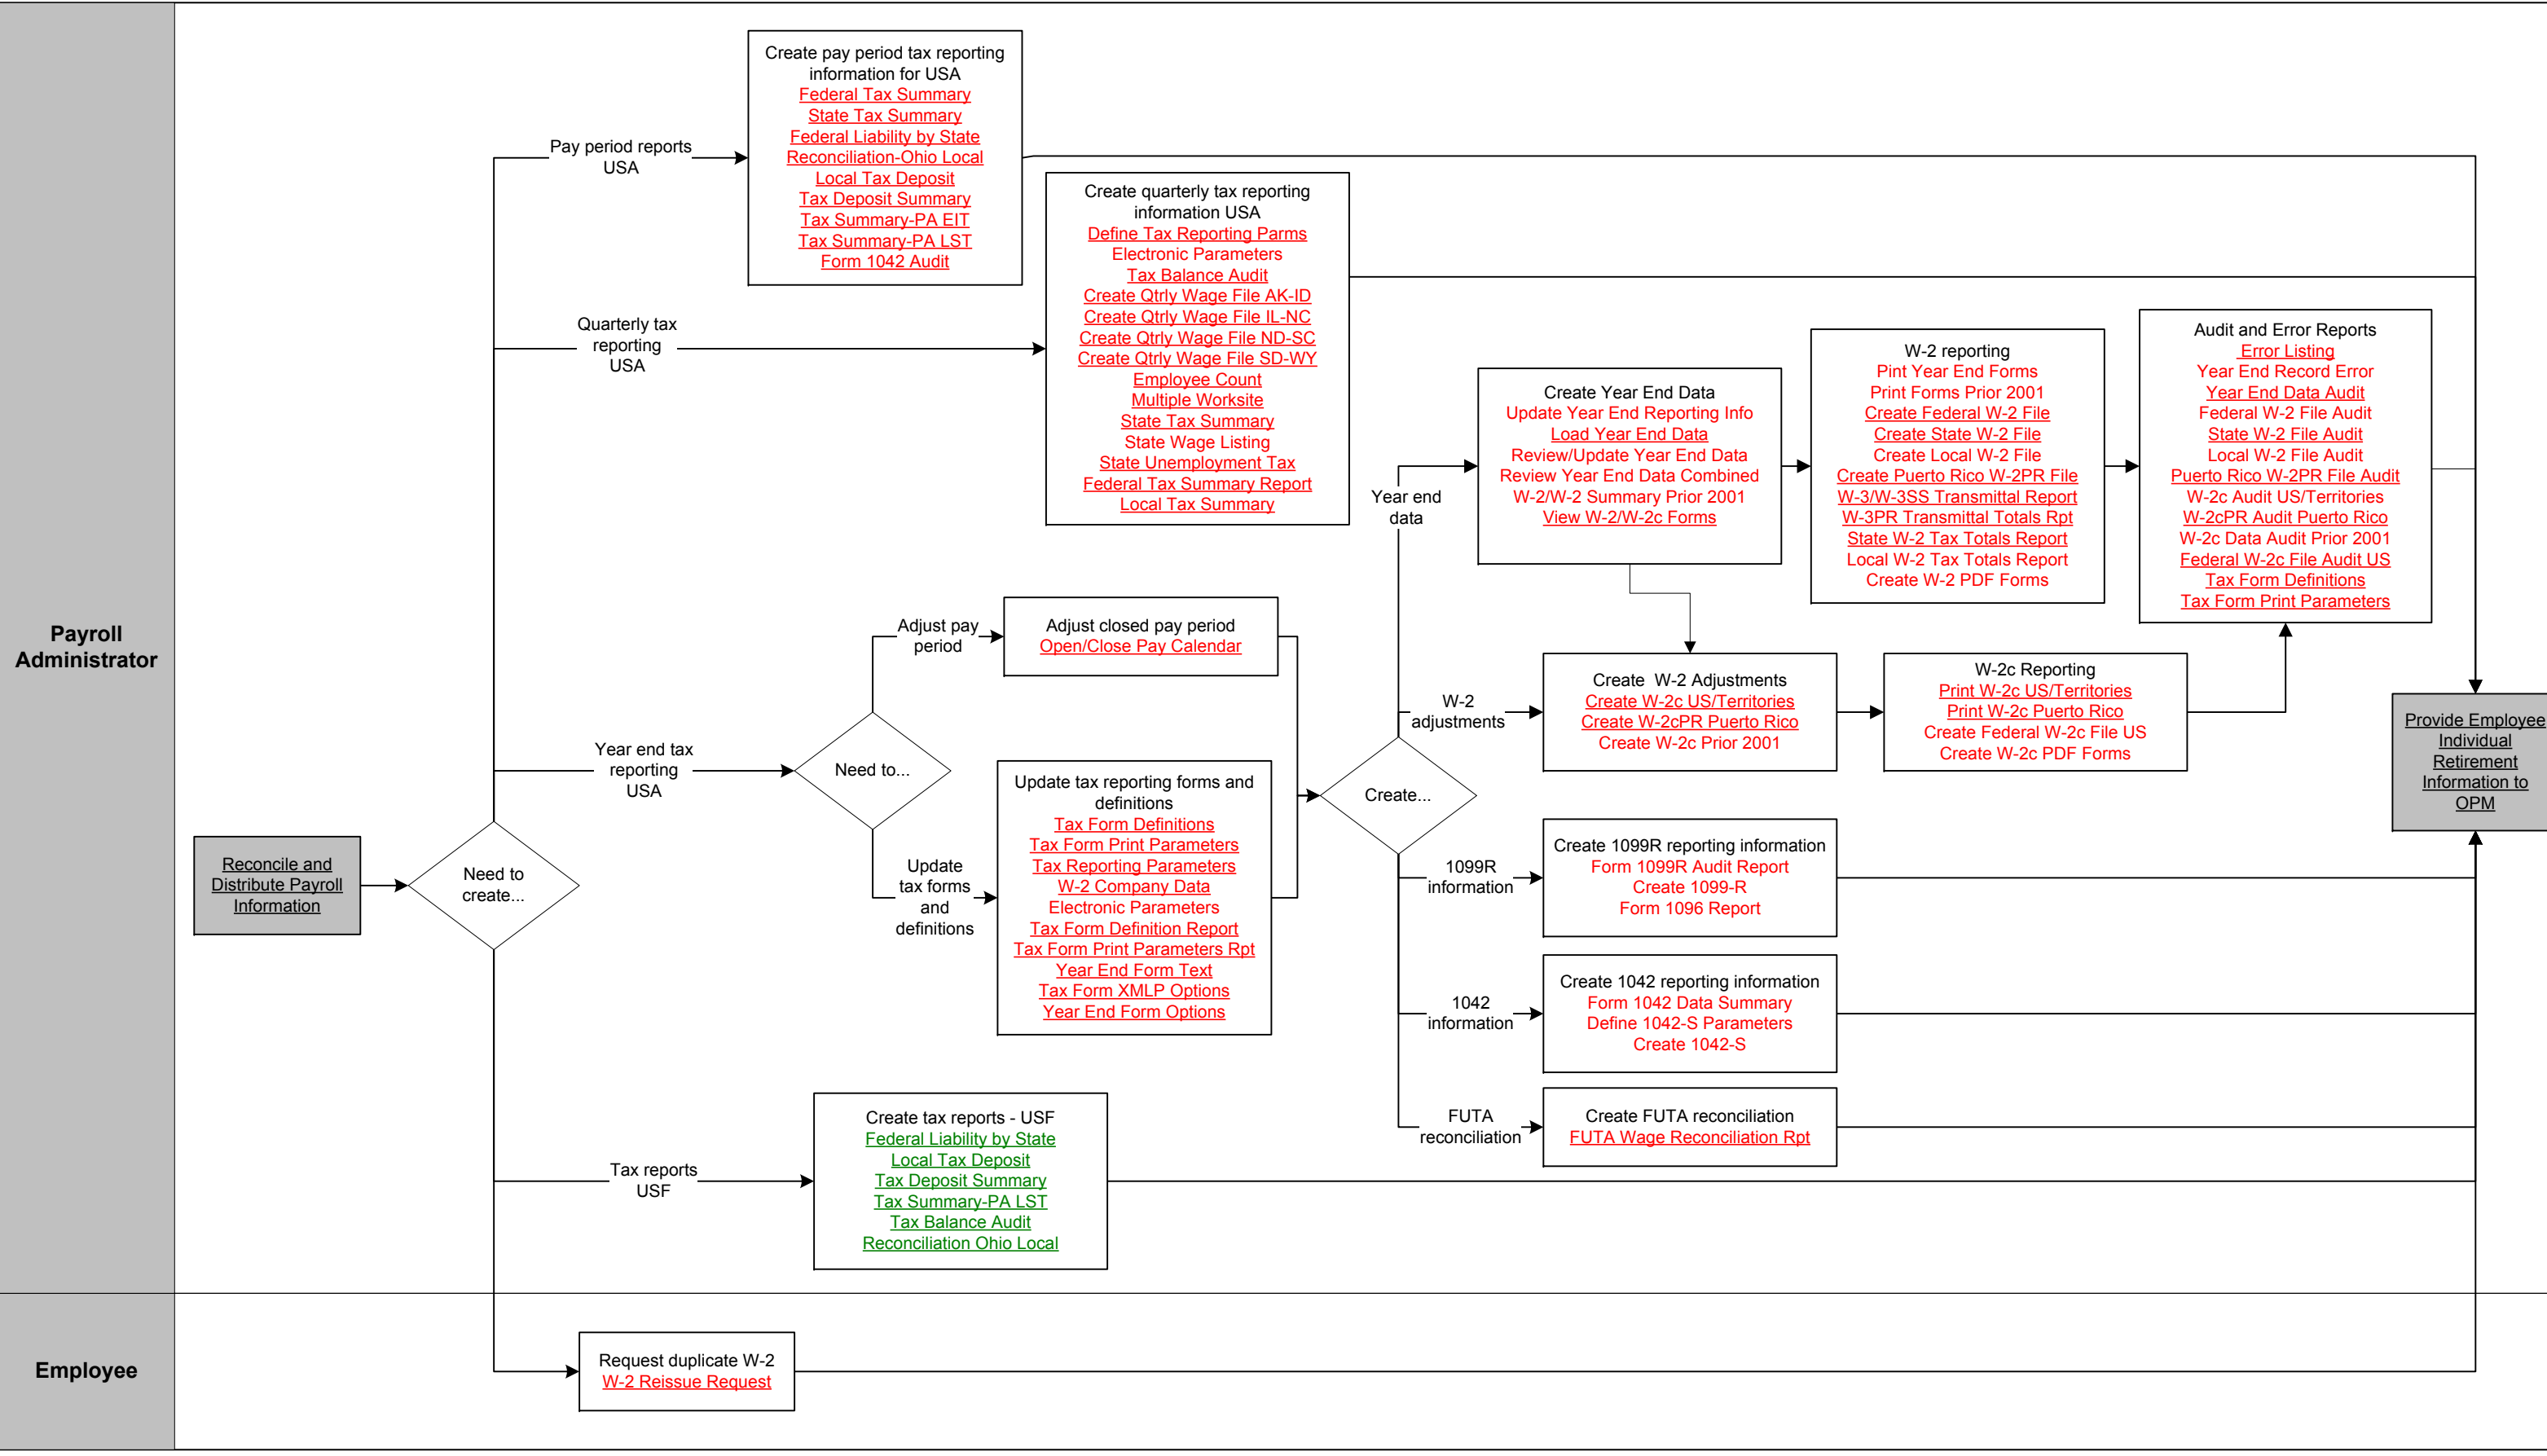 Payroll
Administrator
Employee
Reconcile and
Distribute Payroll
Information
Need to
create...
Pay period reports
USA
Create pay period tax reporting
information for USA
Federal Tax Summary
State Tax Summary
Federal Liability by State
Reconciliation-Ohio Local
Local Tax Deposit
Tax Deposit Summary
Tax Summary-PA EIT
Tax Summary-PA LST
Form 1042 Audit
Quarterly tax
reporting
USA
Create quarterly tax reporting
information USA
Define Tax Reporting Parms
Electronic Parameters
Tax Balance Audit
Create Qtrly Wage File AK-ID
Create Qtrly Wage File IL-NC
Create Qtrly Wage File ND-SC
Create Qtrly Wage File SD-WY
Employee Count
Multiple Worksite
State Tax Summary
State Wage Listing
State Unemployment Tax
Federal Tax Summary Report
Local Tax Summary
Year end tax
reporting
USA
Need to...
Adjust pay
period
Adjust closed pay period
Open/Close Pay Calendar
Update
tax forms
and
definitions
Update tax reporting forms and
definitions
Tax Form Definitions
Tax Form Print Parameters
Tax Reporting Parameters
W-2 Company Data
Electronic Parameters
Tax Form Definition Report
Tax Form Print Parameters Rpt
Year End Form Text
Tax Form XMLP Options
Year End Form Options
Create...
Year end
data
Create Year End Data
Update Year End Reporting Info
Load Year End Data
Review/Update Year End Data
Review Year End Data Combined
W-2/W-2 Summary Prior 2001
View W-2/W-2c Forms
W-2 reporting
Pint Year End Forms
Print Forms Prior 2001
Create Federal W-2 File
Create State W-2 File
Create Local W-2 File
Create Puerto Rico W-2PR File
W-3/W-3SS Transmittal Report
W-3PR Transmittal Totals Rpt
State W-2 Tax Totals Report
Local W-2 Tax Totals Report
Create W-2 PDF Forms
Audit and Error Reports
Error Listing
Year End Record Error
Year End Data Audit
Federal W-2 File Audit
State W-2 File Audit
Local W-2 File Audit
Puerto Rico W-2PR File Audit
W-2c Audit US/Territories
W-2cPR Audit Puerto Rico
W-2c Data Audit Prior 2001
Federal W-2c File Audit US
Tax Form Definitions
Tax Form Print Parameters
W-2
adjustments
Create W-2 Adjustments
Create W-2c US/Territories
Create W-2cPR Puerto Rico
Create W-2c Prior 2001
W-2c Reporting
Print W-2c US/Territories
Print W-2c Puerto Rico
Create Federal W-2c File US
Create W-2c PDF Forms
1099R
information
Create 1099R reporting information
Form 1099R Audit Report
Create 1099-R
Form 1096 Report
1042
information
Create 1042 reporting information
Form 1042 Data Summary
Define 1042-S Parameters
Create 1042-S
FUTA
reconciliation
Create FUTA reconciliation
FUTA Wage Reconciliation Rpt
Provide Employee
Individual
Retirement
Information to
OPM
Tax reports
USF
Create tax reports - USF
Federal Liability by State
Local Tax Deposit
Tax Deposit Summary
Tax Summary-PA LST
Tax Balance Audit
Reconciliation Ohio Local
Request duplicate W-2
W-2 Reissue Request